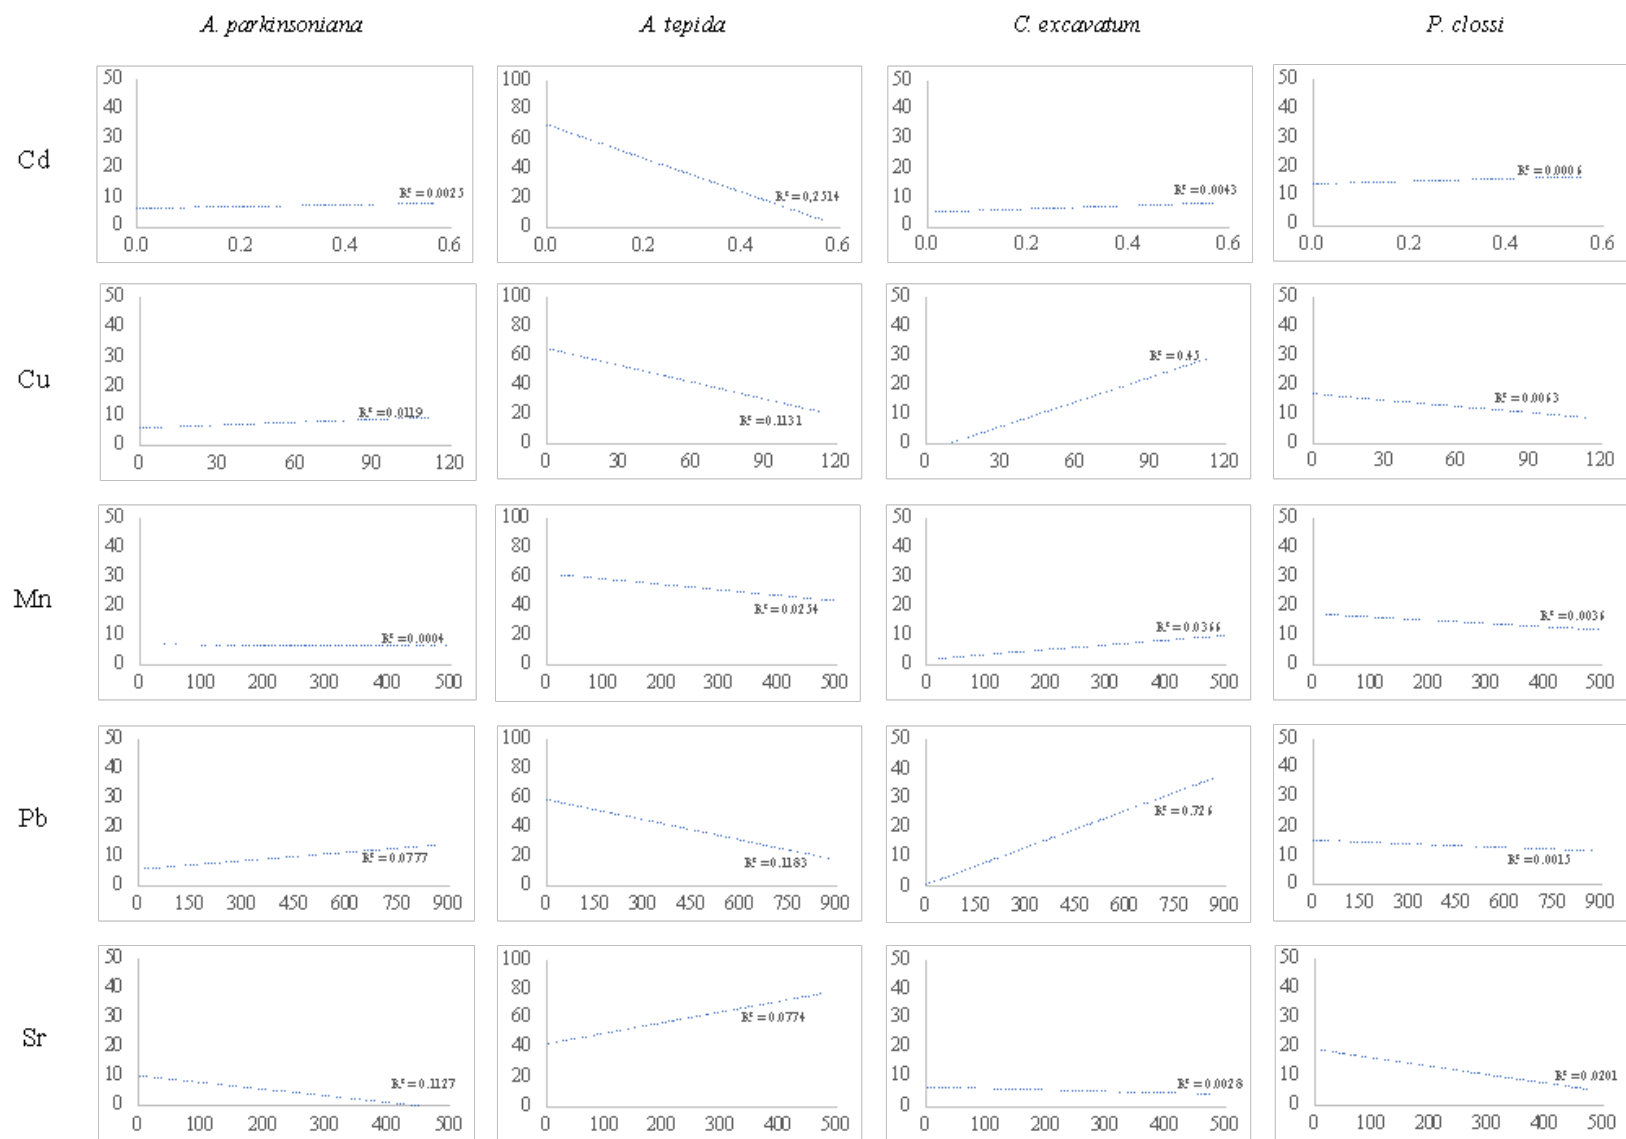 A. parkinsoniana A. tepida C. excavatum P. clossi
Cd
50 40 30 20 10 0
R² = 0.0025
0.0 0.2 0.4 0.6
100 80 60 40 20 0
R² = 0,2514
0.0 0.2 0.4 0.6
50 40 30 20 10 0
R² = 0.0043
0.0 0.2 0.4 0.6
50 40 30 20 10 0
R² = 0.0006
0.0 0.2 0.4 0.6
Cu
50 40 30 20 10 0
R² = 0.0119
0 30 60 90 120
100 80 60 40 20 0
R² = 0.1131
0 30 60 90 120
50 40 30 20 10 0
R² = 0.45
0 30 60 90 120
50 40 30 20 10 0
R² = 0.0063
0 30 60 90 120
Mn
50 40 30 20 10 0
R² = 0.0004
0 100 200 300 400 500
100 80 60 40 20 0
R² = 0.0254
0 100 200 300 400 500
50 40 30 20 10 0
R² = 0.0366
0 100 200 300 400 500
50 40 30 20 10 0
R² = 0.0036
0 100 200 300 400 500
Pb
50 40 30 20 10 0
R² = 0.0777
0 150 300 450 600 750 900
100 80 60 40 20 0
R² = 0.1183
0 150 300 450 600 750 900
50 40 30 20 10 0
R² = 0.726
0 150 300 450 600 750 900
50 40 30 20 10 0
R² = 0.0015
0 150 300 450 600 750 900
Sr
50 40 30 20 10 0
R² = 0.1127
0 100 200 300 400 500
100 80 60 40 20 0
R² = 0.0774
0 100 200 300 400 500
50 40 30 20 10 0
R² = 0.0028
0 100 200 300 400 500
50 40 30 20 10 0
R² = 0.0201
0 100 200 300 400 500